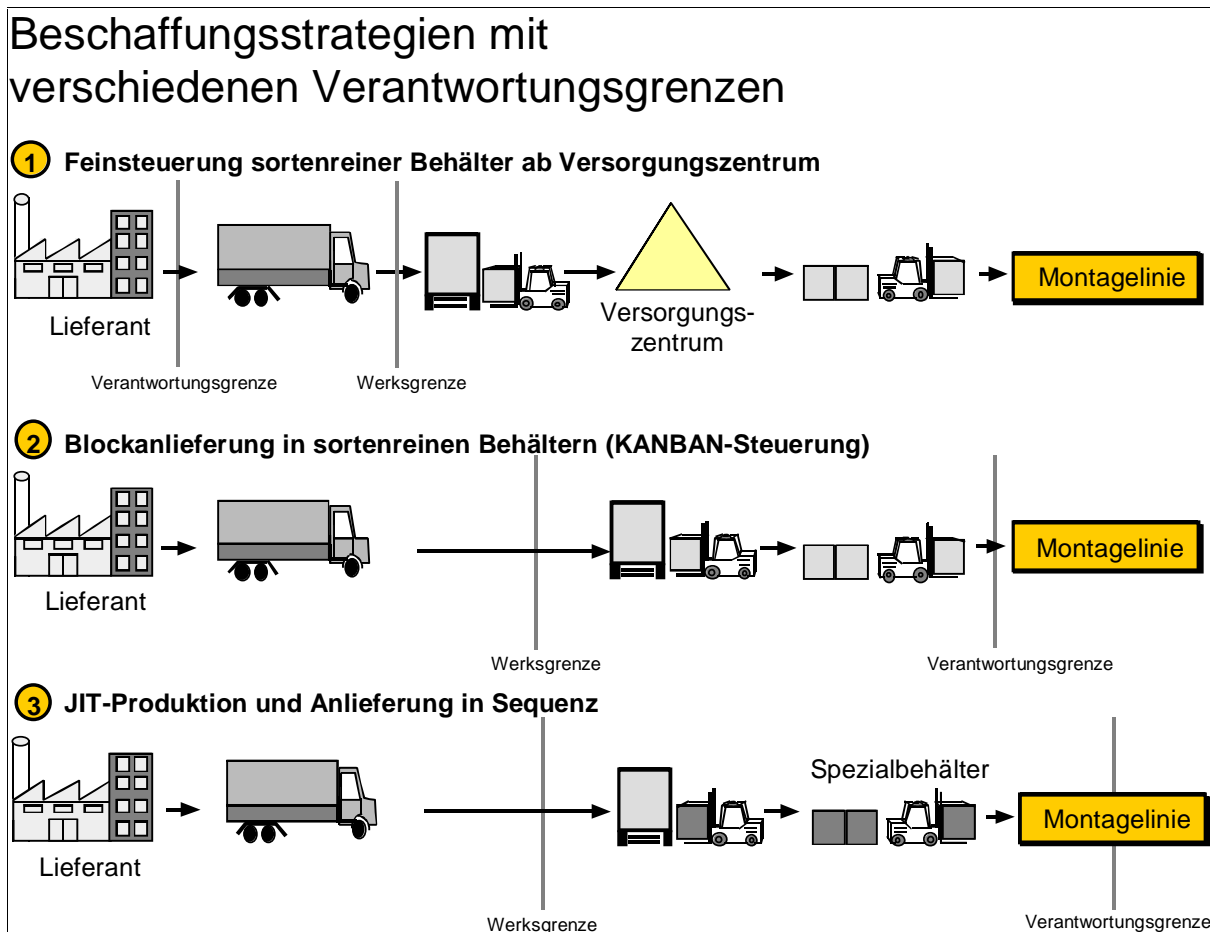 Beschaffungsstrategien mit
verschiedenen Verantwortungsgrenzen
1 Feinsteuerung sortenreiner Behälter ab Versorgungszentrum
Lieferant
Versorgungs-
zentrum
Montagelinie
Verantwortungsgrenze
Werksgrenze
2 Blockanlieferung in sortenreinen Behältern (KANBAN-Steuerung)
Lieferant
Montagelinie
Werksgrenze
Verantwortungsgrenze
3 JIT-Produktion und Anlieferung in Sequenz
Spezialbehälter
Lieferant
Montagelinie
Werksgrenze
Verantwortungsgrenze